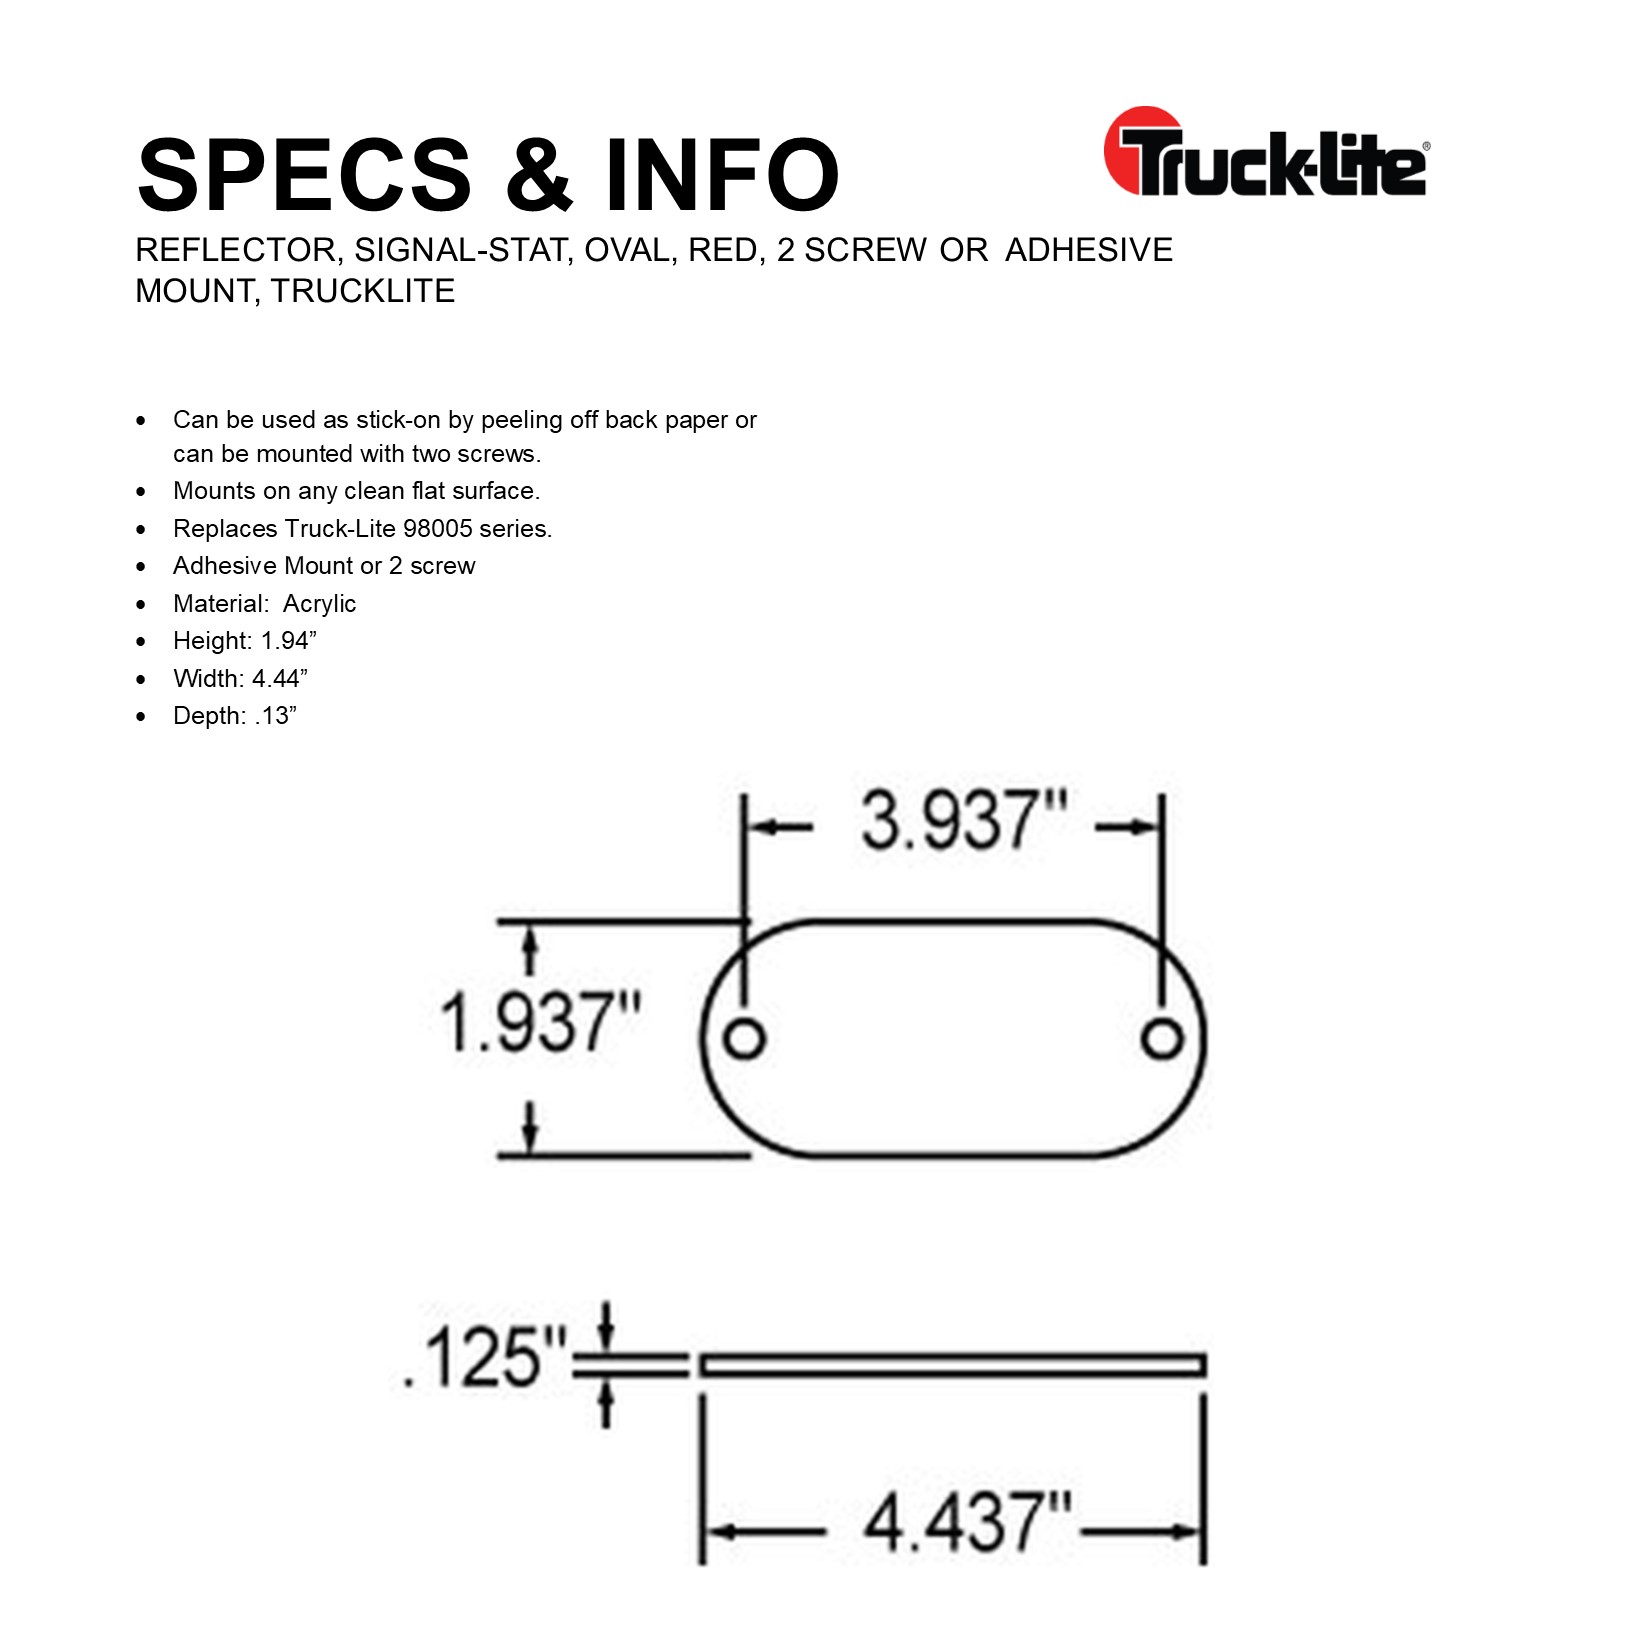 Truck-Lite®
SPECS & INFO
REFLECTOR, SIGNAL-STAT, OVAL, RED, 2 SCREW OR ADHESIVE
MOUNT, TRUCKLITE
• Can be used as stick-on by peeling off back paper or
can be mounted with two screws.
• Mounts on any clean flat surface.
• Replaces Truck-Lite 98005 series.
• Adhesive Mount or 2 screw
• Material: Acrylic
• Height: 1.94”
• Width: 4.44”
• Depth: .13”
3.937"
1.937"
.125"
4.437"